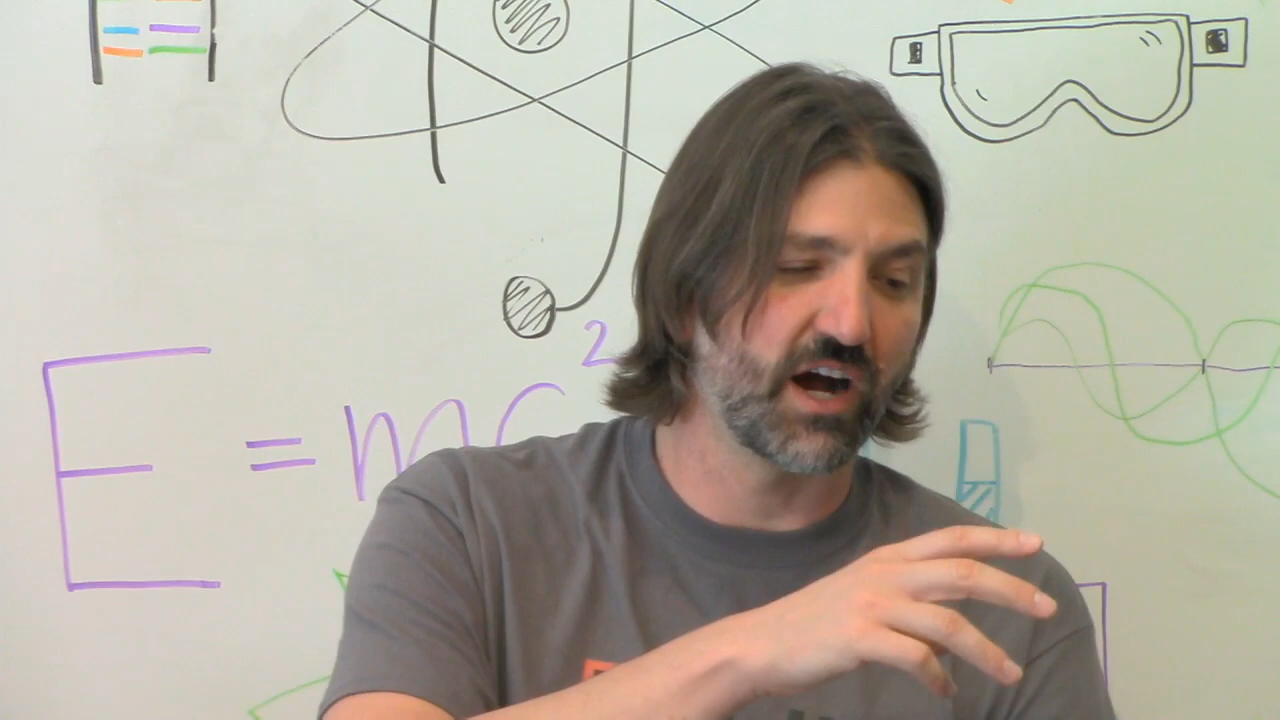 E = mc²